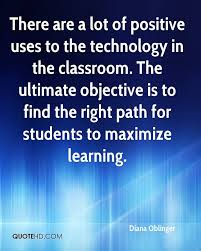 There are a lot of positive
uses to the technology in
the classroom. The
ultimate objective is to
find the right path for
students to maximize
learning.
Diana Oblinger
QUOTEHD.COM